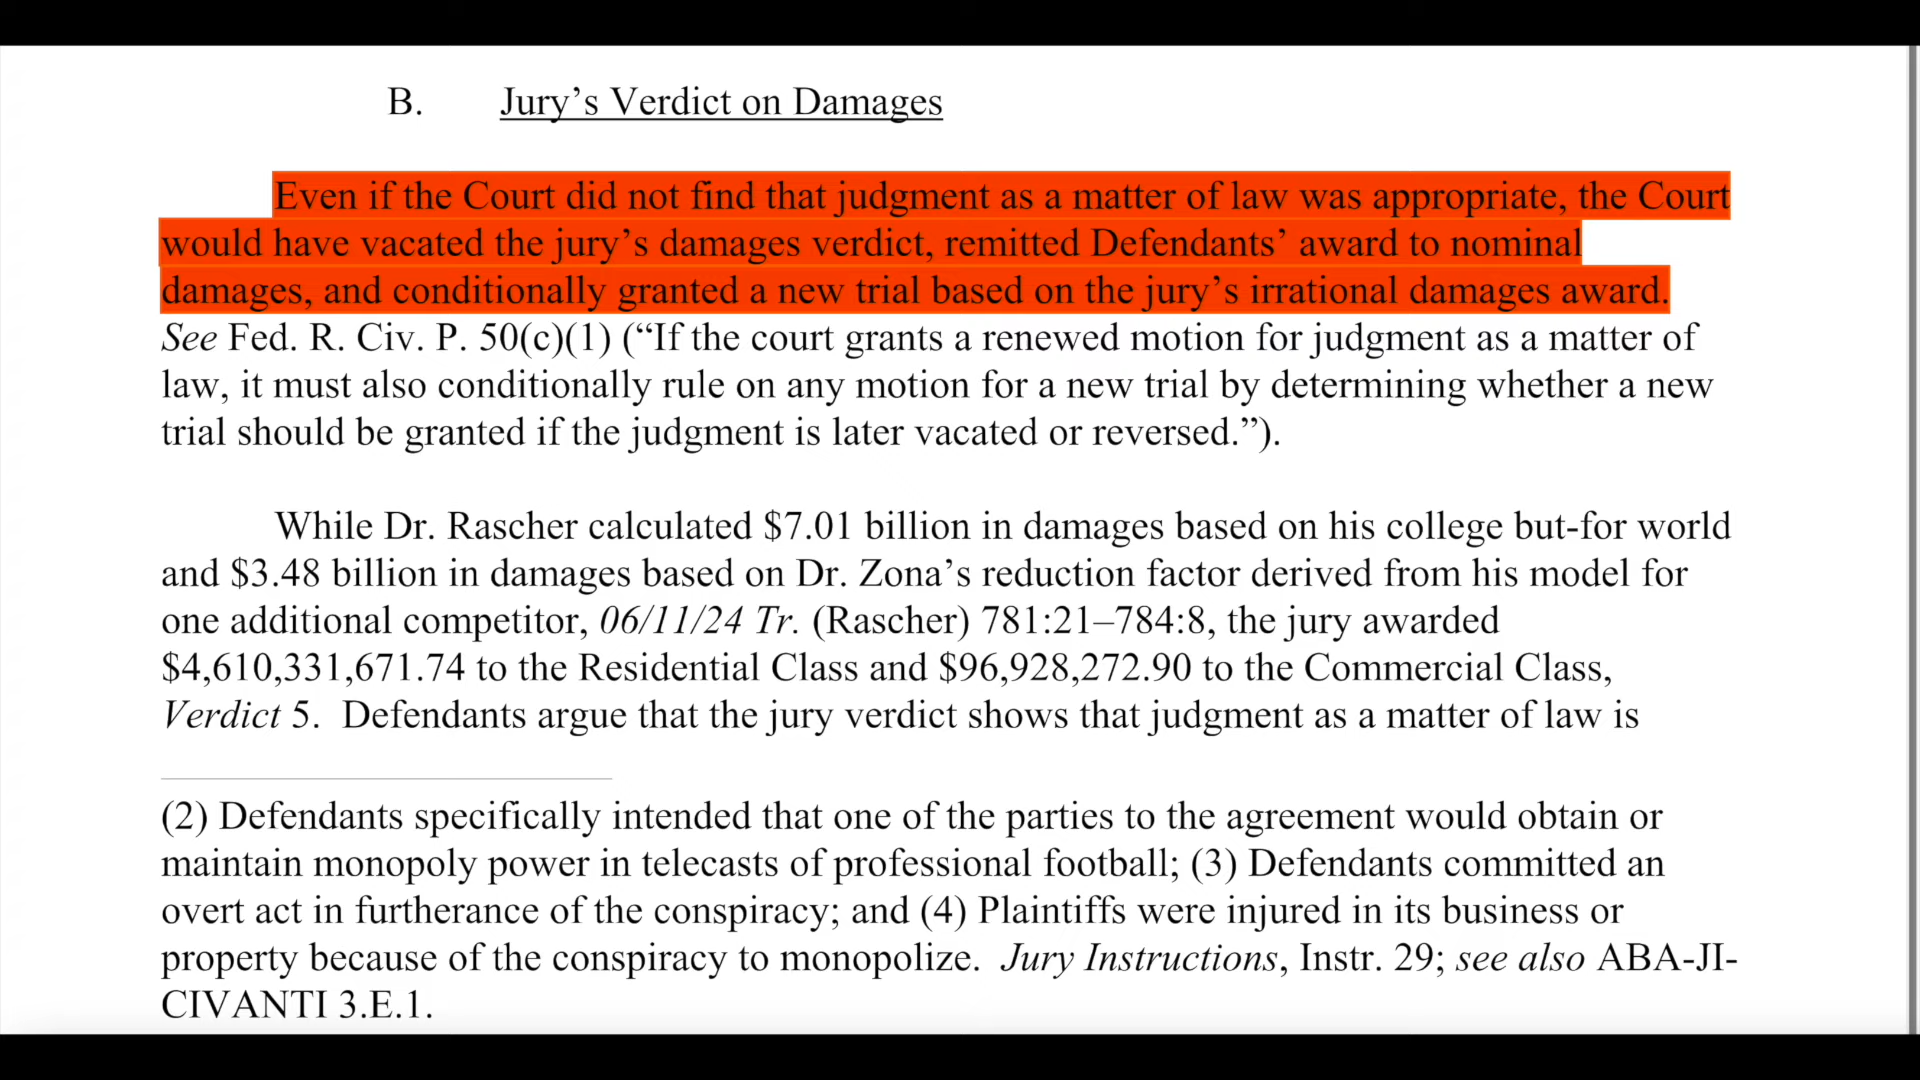 B. Jury’s Verdict on Damages
Even if the Court did not find that judgment as a matter of law was appropriate, the Court
would have vacated the jury’s damages verdict, remitted Defendants’ award to nominal
damages, and conditionally granted a new trial based on the jury’s irrational damages award.
See Fed. R. Civ. P. 50(c)(1) (“If the court grants a renewed motion for judgment as a matter of
law, it must also conditionally rule on any motion for a new trial by determining whether a new
trial should be granted if the judgment is later vacated or reversed.”).
While Dr. Rascher calculated $7.01 billion in damages based on his college but-for world
and $3.48 billion in damages based on Dr. Zona’s reduction factor derived from his model for
one additional competitor, 06/11/24 Tr. (Rascher) 781:21–784:8, the jury awarded
$4,610,331,671.74 to the Residential Class and $96,928,272.90 to the Commercial Class,
Verdict 5. Defendants argue that the jury verdict shows that judgment as a matter of law is
(2) Defendants specifically intended that one of the parties to the agreement would obtain or
maintain monopoly power in telecasts of professional football; (3) Defendants committed an
overt act in furtherance of the conspiracy; and (4) Plaintiffs were injured in its business or
property because of the conspiracy to monopolize. Jury Instructions, Instr. 29; see also ABA-JI-
CIVANTI 3.E.1.